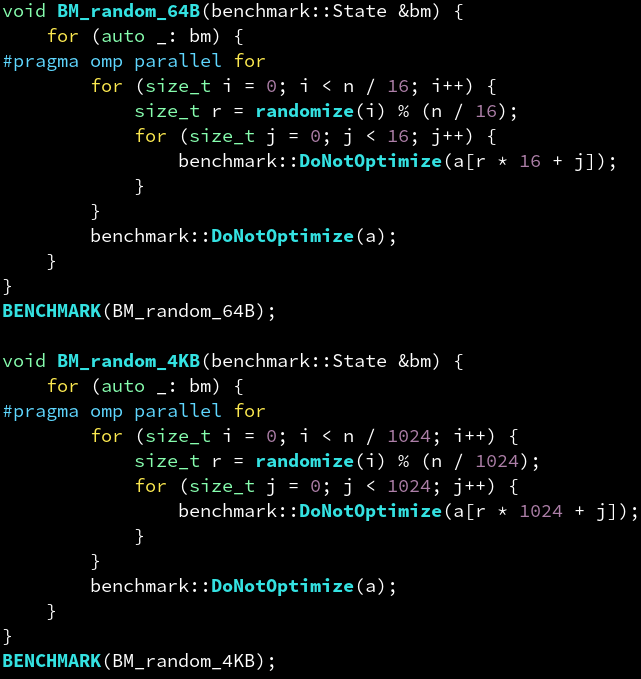 void BM_random_64B(benchmark::State &bm) {
    for (auto _: bm) {
#pragma omp parallel for
        for (size_t i = 0; i < n / 16; i++) {
            size_t r = randomize(i) % (n / 16);
            for (size_t j = 0; j < 16; j++) {
                benchmark::DoNotOptimize(a[r * 16 + j]);
            }
        }
        benchmark::DoNotOptimize(a);
    }
}
BENCHMARK(BM_random_64B);

void BM_random_4KB(benchmark::State &bm) {
    for (auto _: bm) {
#pragma omp parallel for
        for (size_t i = 0; i < n / 1024; i++) {
            size_t r = randomize(i) % (n / 1024);
            for (size_t j = 0; j < 1024; j++) {
                benchmark::DoNotOptimize(a[r * 1024 + j]);
            }
        }
        benchmark::DoNotOptimize(a);
    }
}
BENCHMARK(BM_random_4KB);